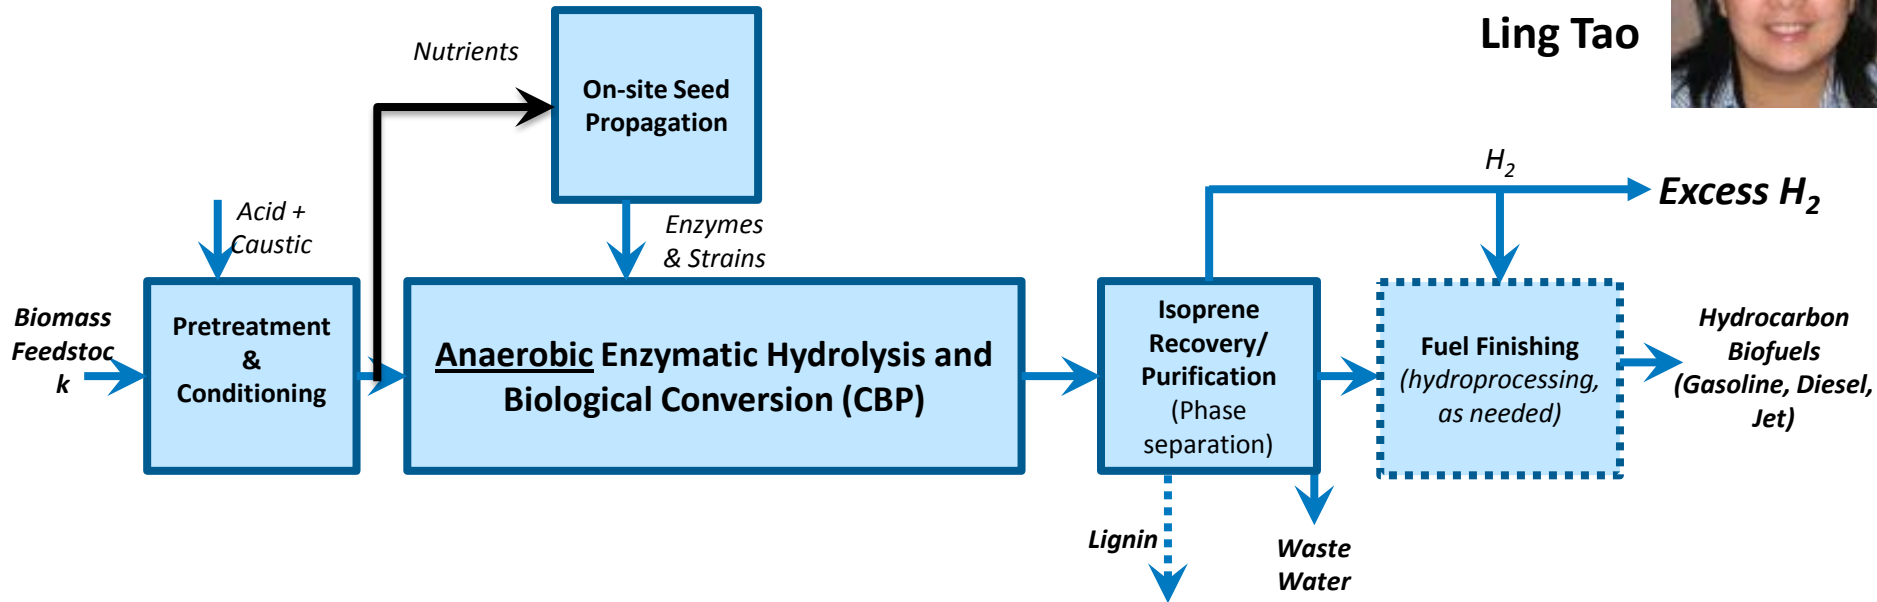 Ling Tao
Nutrients
On-site Seed
Propagation
H2
Excess H2
Acid +
Caustic
Enzymes
& Strains
Biomass
Feedstoc
k
Pretreatment
&
Conditioning
Anaerobic Enzymatic Hydrolysis and
Biological Conversion (CBP)
Isoprene
Recovery/
Purification
(Phase
separation)
Fuel Finishing
(hydroprocessing,
as needed)
Hydrocarbon
Biofuels
(Gasoline, Diesel,
Jet)
Lignin
Waste
Water